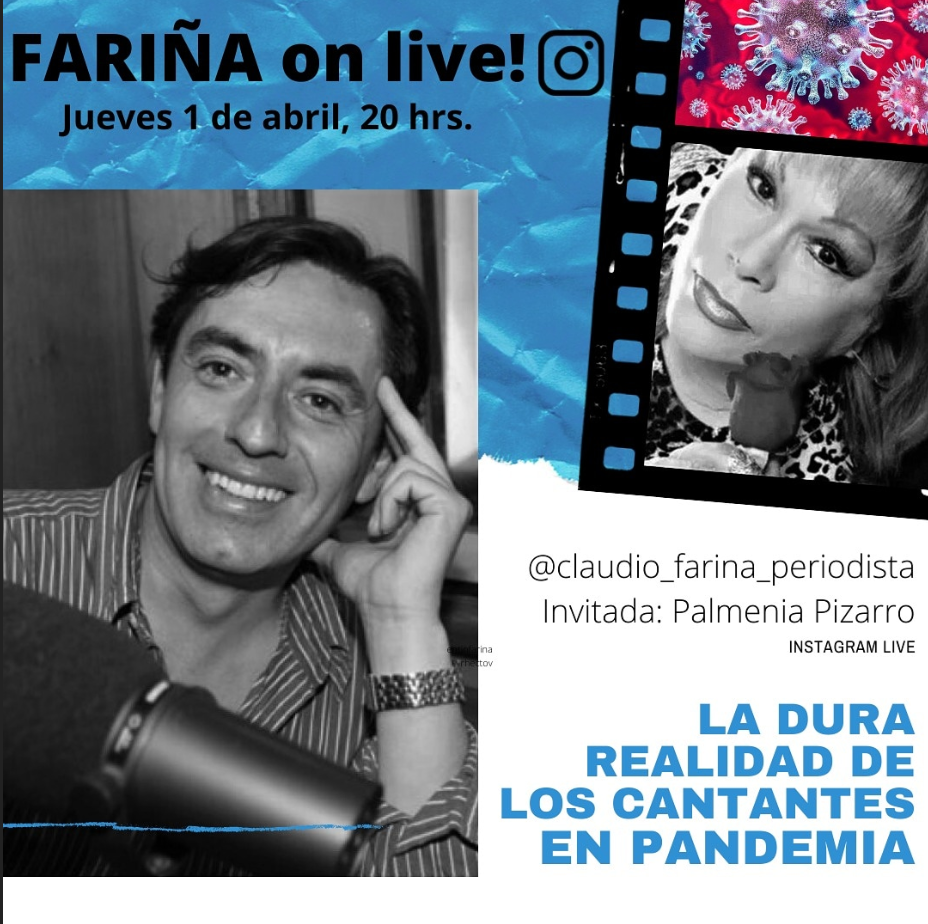 FARIÑA on live!
Jueves 1 de abril, 20 hrs.
@claudio_farina_periodista
Invitada: Palmenia Pizarro
INSTAGRAM LIVE
LA DURA
REALIDAD DE
LOS CANTANTES
EN PANDEMIA